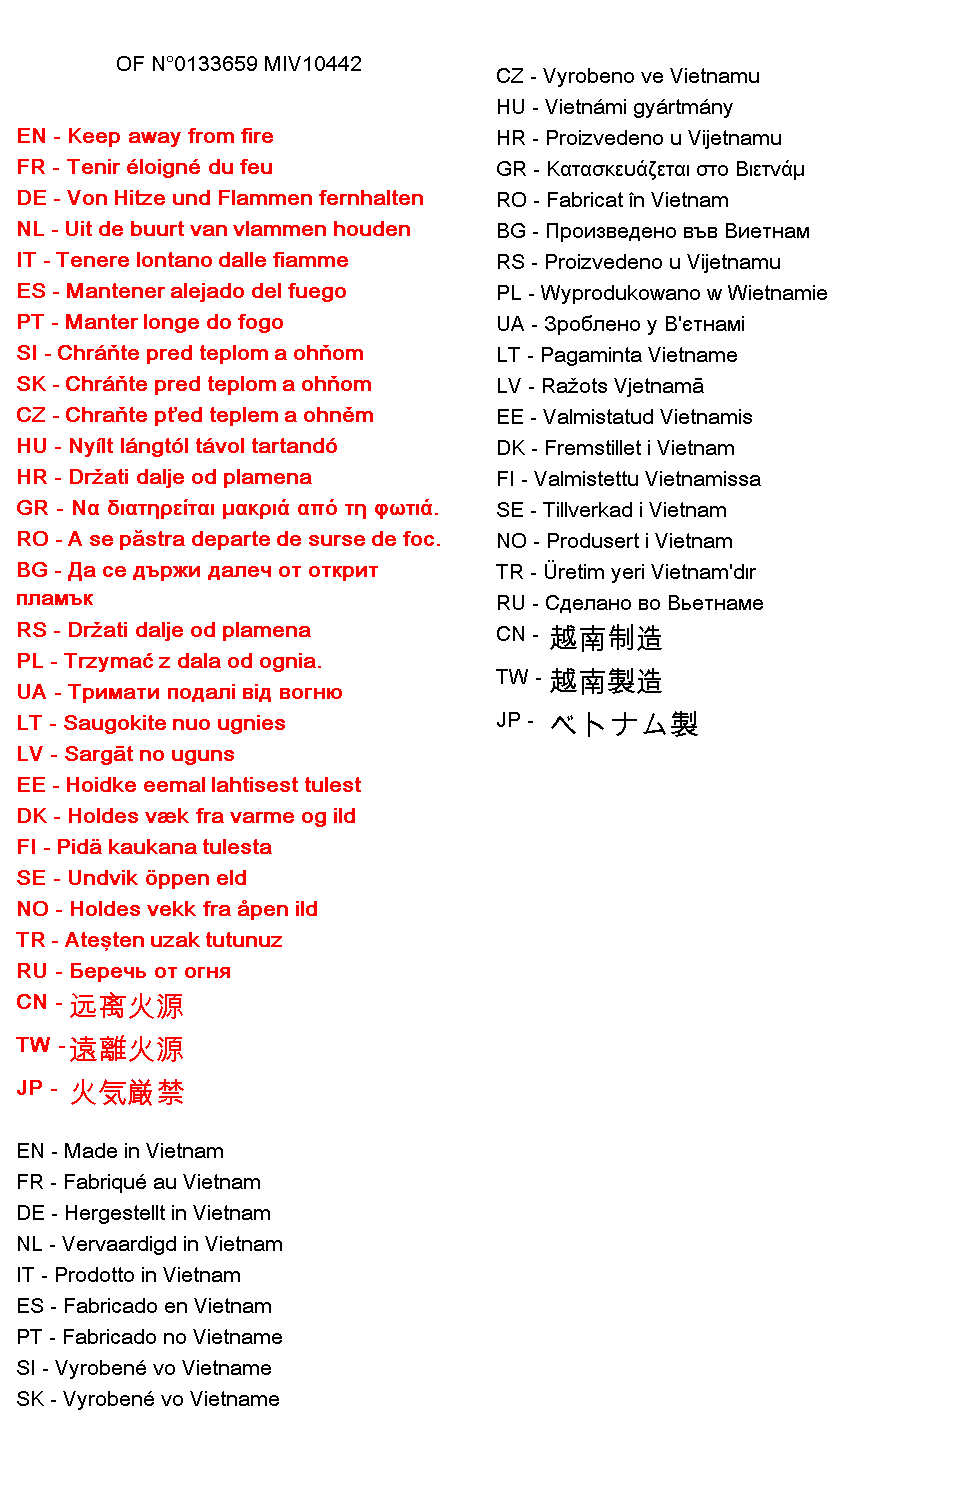 OF N°0133659 MIV10442
EN - Keep away from fire
FR - Tenir éloigné du feu
DE - Von Hitze und Flammen fernhalten
NL - Uit de buurt van vlammen houden
IT - Tenere lontano dalle fiamme
ES - Mantener alejado del fuego
PT - Manter longe do fogo
SI - Chráňte pred teplom a ohňom
SK - Chráňte pred teplom a ohňom
CZ - Chraňte pťed teplem a ohněm
HU - Nyílt lángtól távol tartandó
HR - Držati dalje od plamena
GR - Να διατηρείται μακριά από τη φωτιά.
RO - A se păstra departe de surse de foc.
BG - Да се държи далеч от открит
пламък
RS - Držati dalje od plamena
PL - Trzymać z dala od ognia.
UA - Тримати подалі від вогню
LT - Saugokite nuo ugnies
LV - Sargāt no uguns
EE - Hoidke eemal lahtisest tulest
DK - Holdes væk fra varme og ild
FI - Pidä kaukana tulesta
SE - Undvik öppen eld
NO - Holdes vekk fra åpen ild
TR - Ateşten uzak tutunuz
RU - Беречь от огня
CN - 远离火源
TW - 遠離火源
JP - 火気厳禁
EN - Made in Vietnam
FR - Fabriqué au Vietnam
DE - Hergestellt in Vietnam
NL - Vervaardigd in Vietnam
IT - Prodotto in Vietnam
ES - Fabricado en Vietnam
PT - Fabricado no Vietname
SI - Vyrobené vo Vietname
SK - Vyrobené vo Vietname
CZ - Vyrobeno ve Vietnamu
HU - Vietnámi gyártmány
HR - Proizvedeno u Vijetnamu
GR - Κατασκευάζεται στο Βιετνάμ
RO - Fabricat în Vietnam
BG - Произведено във Виетнам
RS - Proizvedeno u Vijetnamu
PL - Wyprodukowano w Wietnamie
UA - Зроблено у В'єтнамі
LT - Pagaminta Vietname
LV - Ražots Vjetnamā
EE - Valmistatud Vietnamis
DK - Fremstillet i Vietnam
FI - Valmistettu Vietnamissa
SE - Tillverkad i Vietnam
NO - Produsert i Vietnam
TR - Üretim yeri Vietnam'dır
RU - Сделано во Вьетнаме
CN - 越南制造
TW - 越南製造
JP - ベトナム製